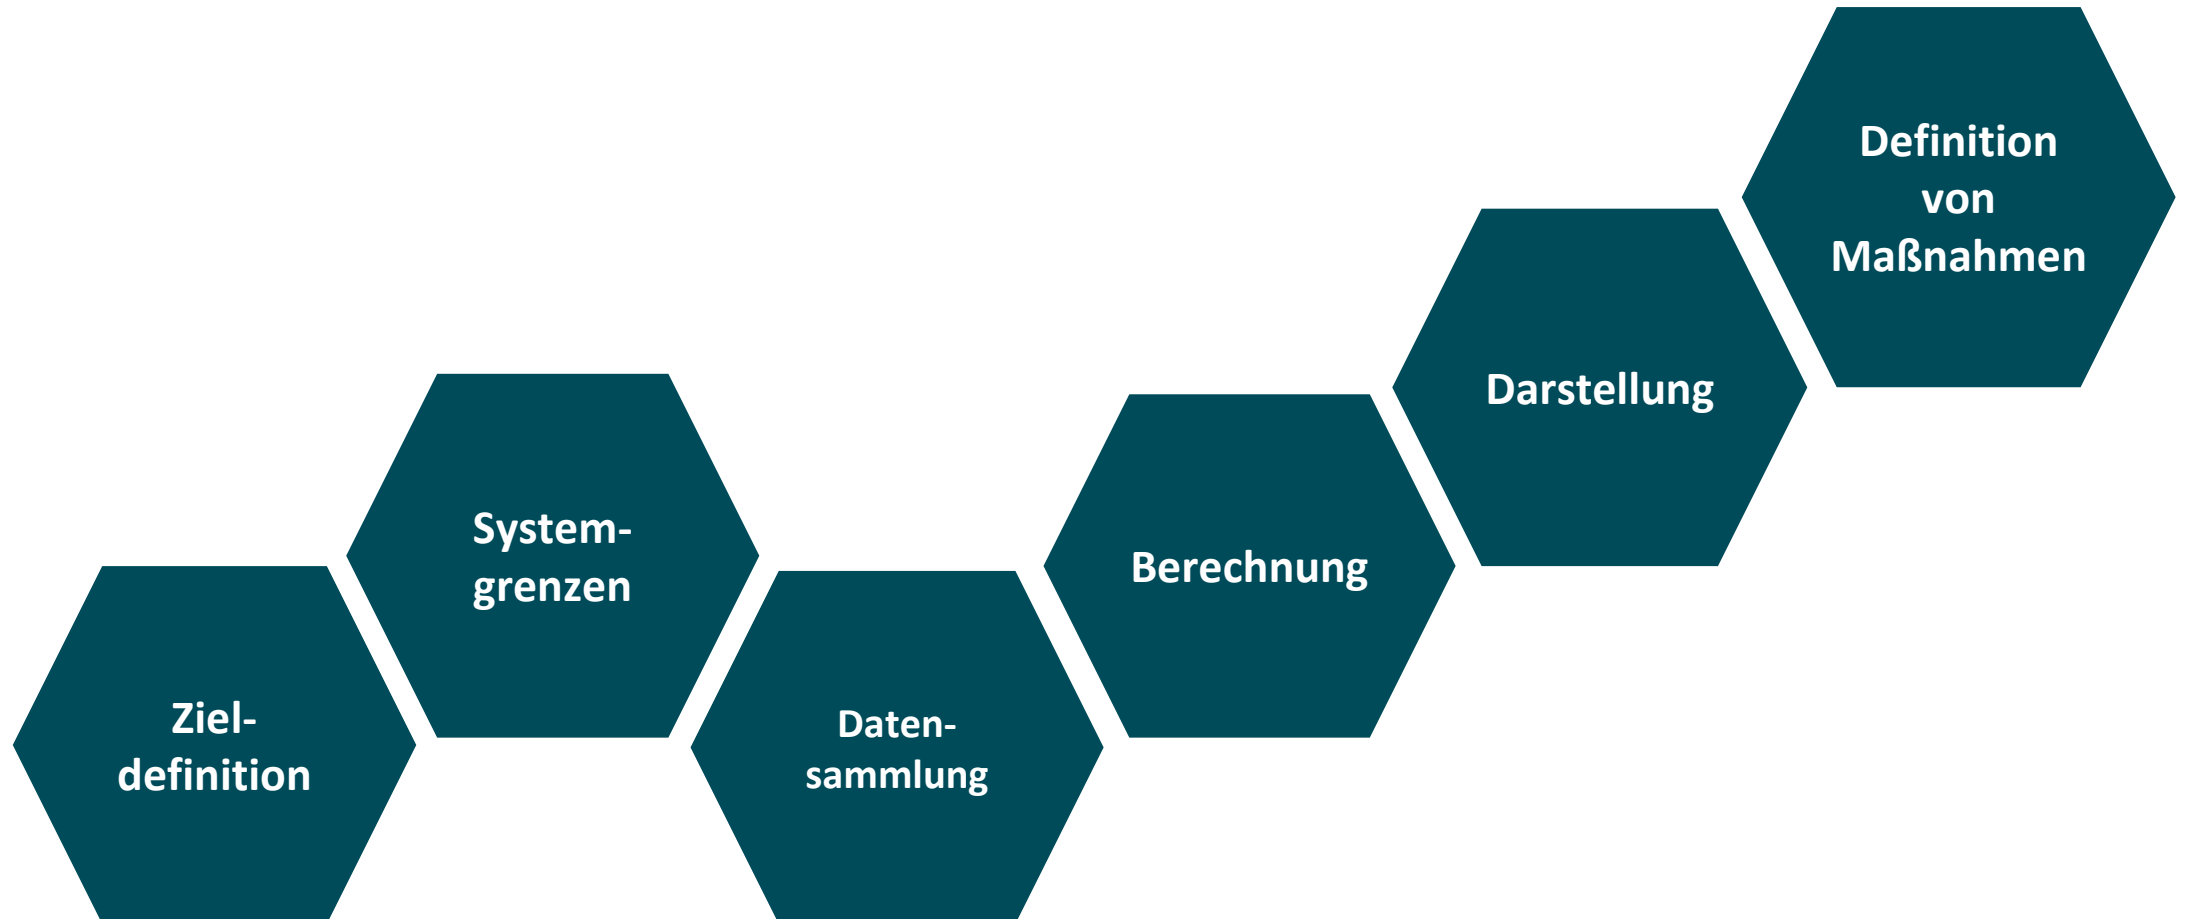 Ziel-
definition
System-
grenzen
Daten-
sammlung
Berechnung
Darstellung
Definition
von
Maßnahmen